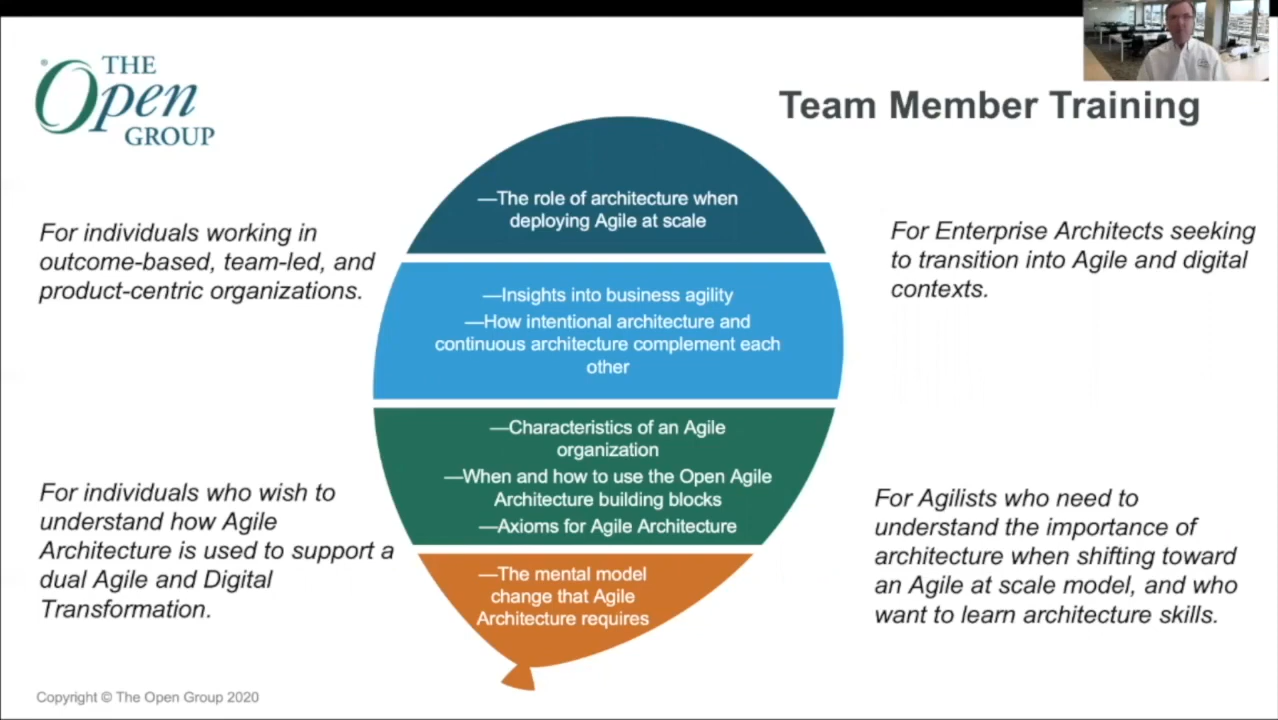 THE
Open
GROUP
Team Member Training
For individuals working in
outcome-based, team-led, and
product-centric organizations.
—The role of architecture when
deploying Agile at scale
For Enterprise Architects seeking
to transition into Agile and digital
contexts.
—Insights into business agility
—How intentional architecture and
continuous architecture complement each
other
—Characteristics of an Agile
organization
—When and how to use the Open Agile
Architecture building blocks
—Axioms for Agile Architecture
For individuals who wish to
understand how Agile
Architecture is used to support a
dual Agile and Digital
Transformation.
—The mental model
change that Agile
Architecture requires
For Agilists who need to
understand the importance of
architecture when shifting toward
an Agile at scale model, and who
want to learn architecture skills.
Copyright © The Open Group 2020